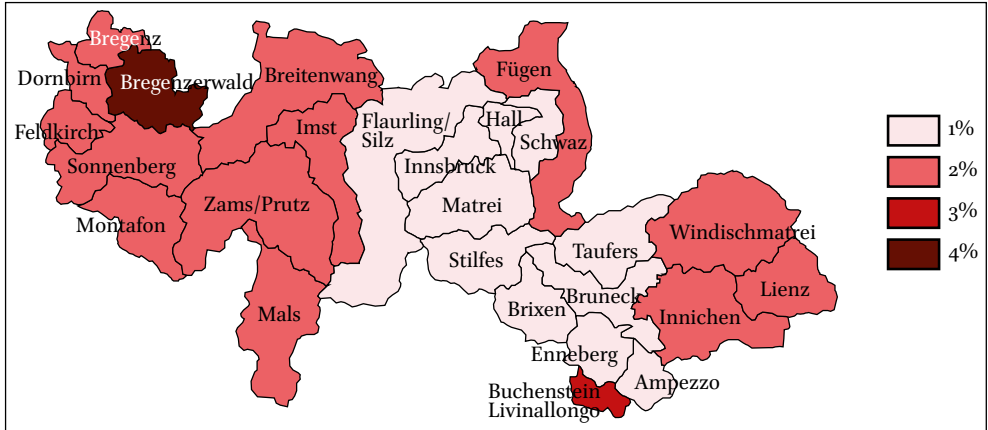 Bregenz
Dornbirn
Bregenzerwald
Breitenwang
Fügen
Feldkirch
Imst
Flaurling/
Silz
Hall
Schwaz
1%
2%
3%
4%
Sonnenberg
Innsbruck
Montafon
Zams/Prutz
Matrei
Windischmatrei
Stilfes
Taufers
Lienz
Mals
Brixen
Bruneck
Innichen
Enneberg
Ampezzo
Buchenstein
Livinallongo